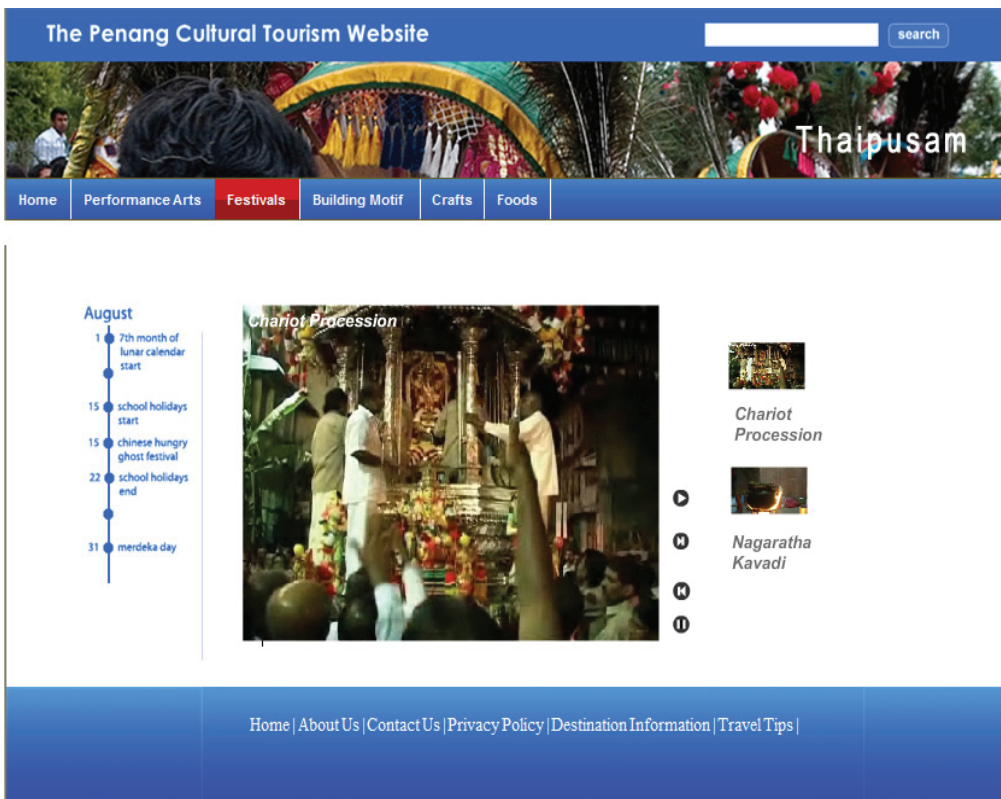 The Penang Cultural Tourism Website
search
Thaipusam
Home
Performance Arts
Festivals
Building Motif
Crafts
Foods
August
1 7th month of
lunar calendar
start
15 school holidays
start
15 chinese hungry
ghost festival
22 school holidays
end
31 merdeka day
Chariot Procession
Chariot
Procession
Nagaratha
Kavadi
Home | About Us | Contact Us | Privacy Policy | Destination Information | Travel Tips |